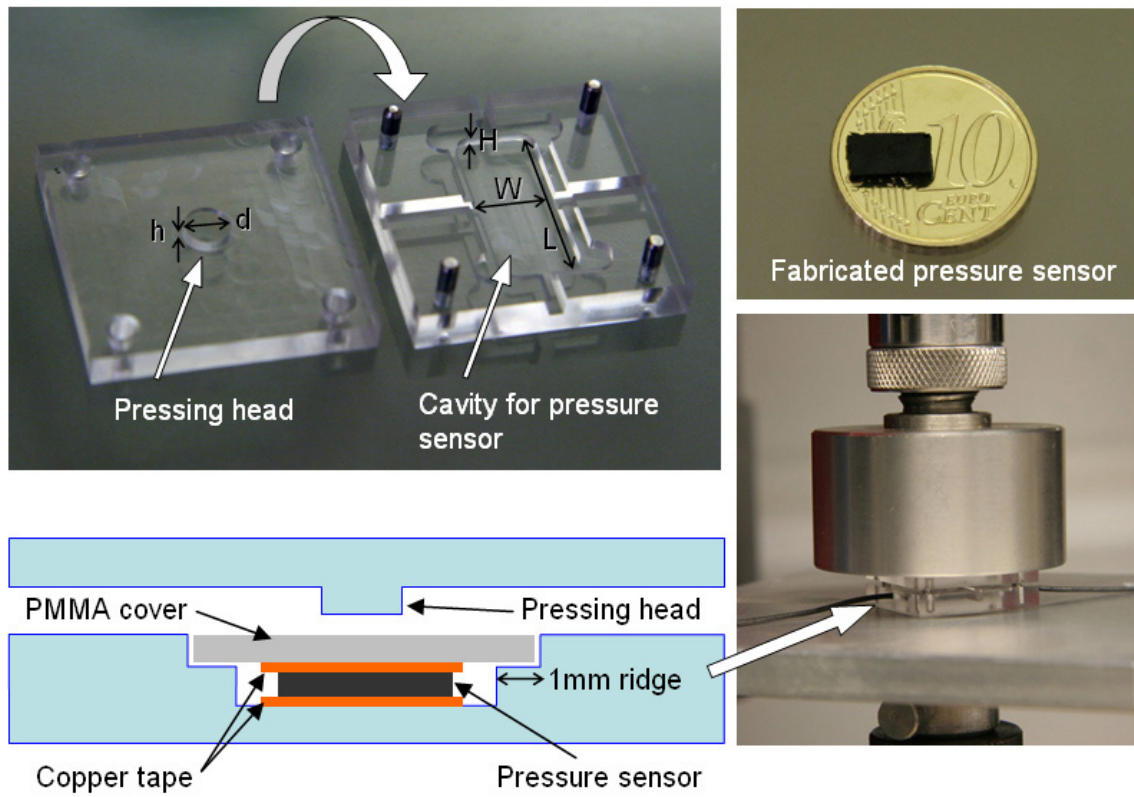 H
W
L
h
d
Pressing head
Cavity for pressure
sensor
10
EURO
CENT
Fabricated pressure sensor
PMMA cover
Pressing head
1mm ridge
Copper tape
Pressure sensor